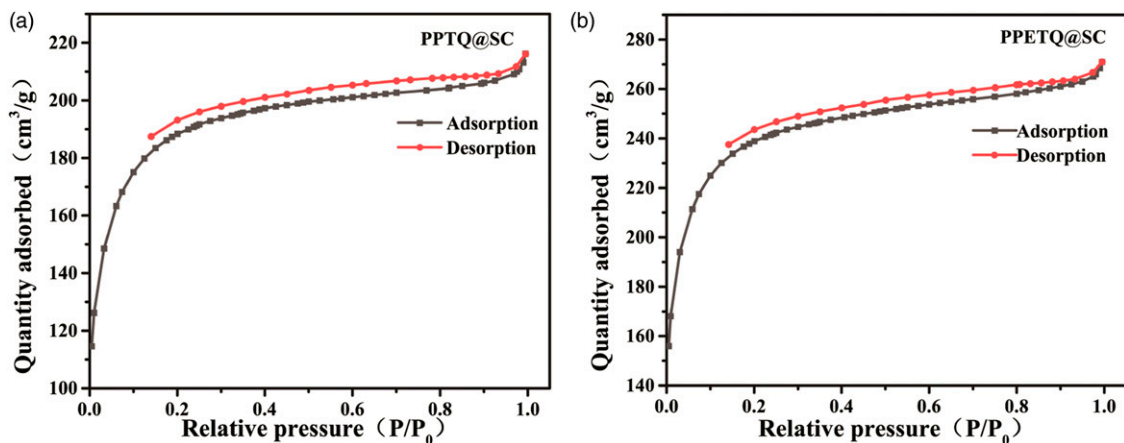 (a)
PPTQ@SC
Adsorption
Desorption
Quantity adsorbed（cm³/g）
220
200
180
160
140
120
100
0.0 0.2 0.4 0.6 0.8 1.0
Relative pressure（P/P₀）
(b)
PPETQ@SC
Adsorption
Desorption
Quantity adsorbed（cm³/g）
280
260
240
220
200
180
160
140
0.0 0.2 0.4 0.6 0.8 1.0
Relative pressure（P/P₀）